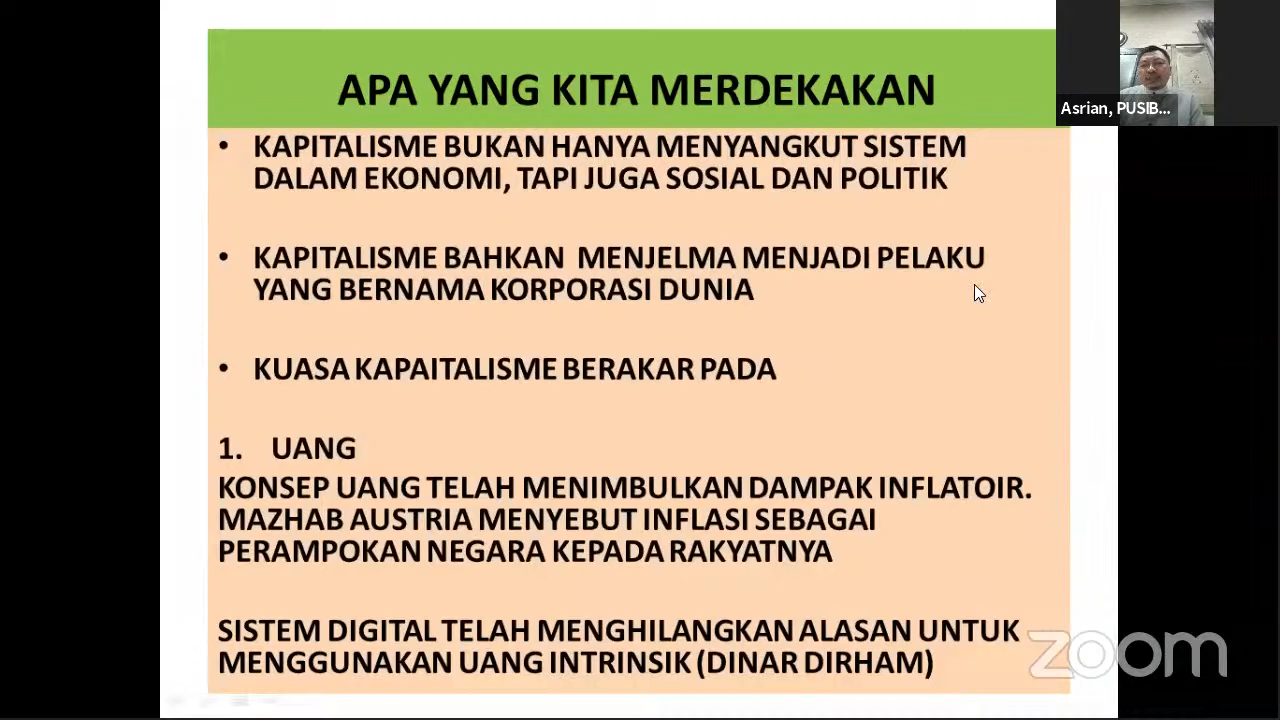 APA YANG KITA MERDEKAKAN
Asrian, PUSIB...
• KAPITALISME BUKAN HANYA MENYANGKUT SISTEM
DALAM EKONOMI, TAPI JUGA SOSIAL DAN POLITIK
• KAPITALISME BAHKAN MENJELMA MENJADI PELAKU
YANG BERNAMA KORPORASI DUNIA
• KUASA KAPAITALISME BERAKAR PADA
1. UANG
KONSEP UANG TELAH MENIMBULKAN DAMPAK INFLATOIR.
MAZHAB AUSTRIA MENYEBUT INFLASI SEBAGAI
PERAMPOKAN NEGARA KEPADA RAKYATNYA
SISTEM DIGITAL TELAH MENGHILANGKAN ALASAN UNTUK
MENGGUNAKAN UANG INTRINSIK (DINAR DIRHAM)
zoom